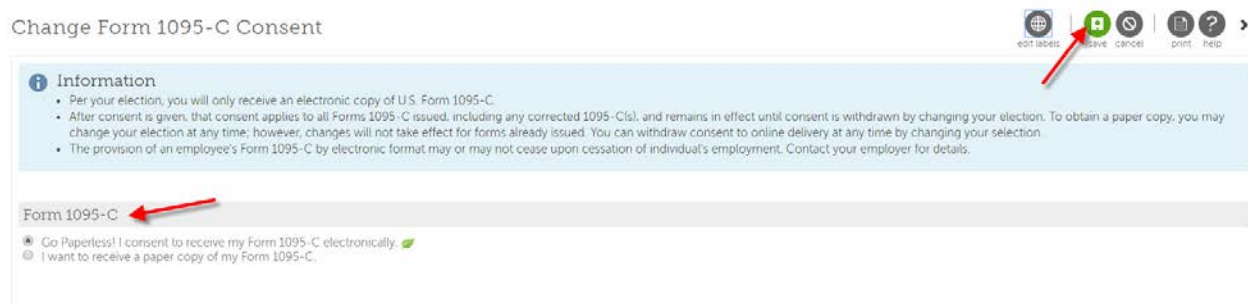 Change Form 1095-C Consent
edit labels save cancel print help
Information
• Per your election, you will only receive an electronic copy of U.S. Form 1095-C.
• After consent is given, that consent applies to all Forms 1095-C issued, including any corrected 1095-C(s), and remains in effect until consent is withdrawn by changing your election. To obtain a paper copy, you may
change your election at any time; however, changes will not take effect for forms already issued. You can withdraw consent to online delivery at any time by changing your selection.
• The provision of an employee's Form 1095-C by electronic format may or may not cease upon cessation of individual's employment. Contact your employer for details.
Form 1095-C
Go Paperless! I consent to receive my Form 1095-C electronically.
I want to receive a paper copy of my Form 1095-C.